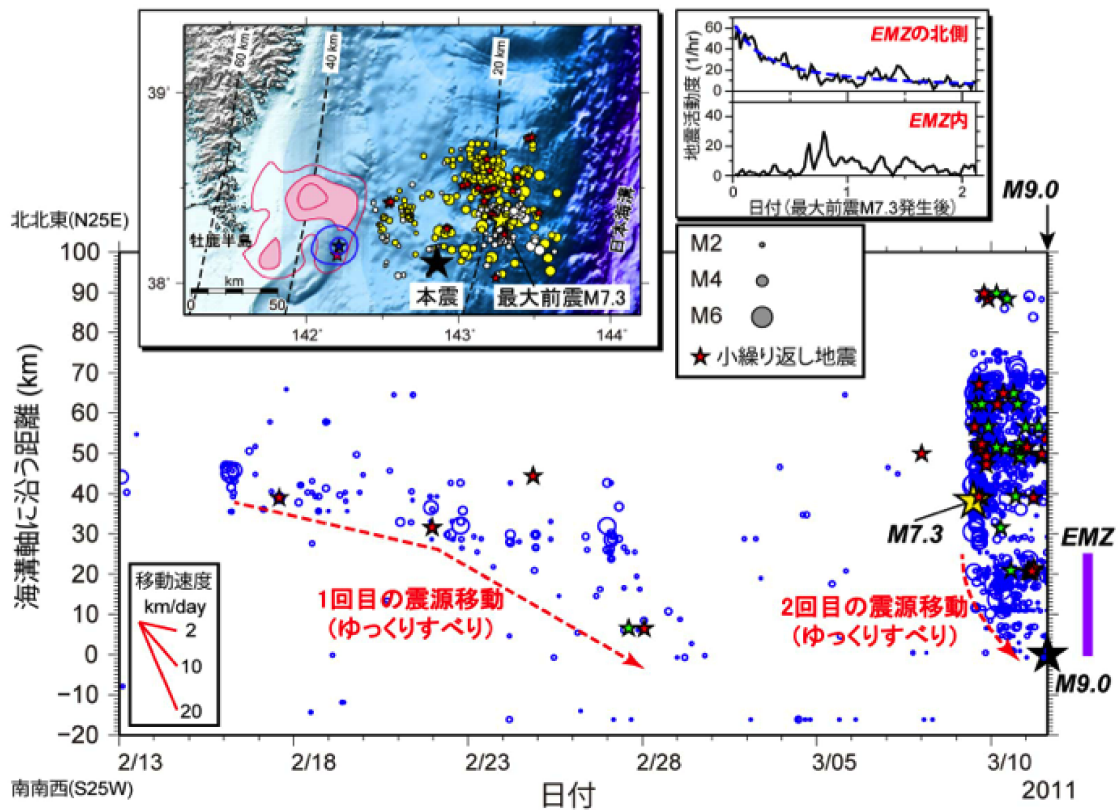 60 km
40 km
20 km
39°
38°
牡鹿半島
日本海溝
km
0
50
本震
最大前震M7.3
142°
143°
144°
地震活動度 (1/hr)
60
40
20
0
EMZの北側
40
20
0
EMZ内
0
1
2
日付(最大前震M7.3発生後)
M9.0
M2
M4
M6
小繰り返し地震
北北東(N25E)
海溝軸に沿う距離 (km)
100
90
80
70
60
50
40
30
20
10
0
−10
−20
M7.3
EMZ
1回目の震源移動
(ゆっくりすべり)
2回目の震源移動
(ゆっくりすべり)
M9.0
移動速度
km/day
2
10
20
2/13
2/18
2/23
2/28
3/05
3/10
南南西(S25W)
日付
2011